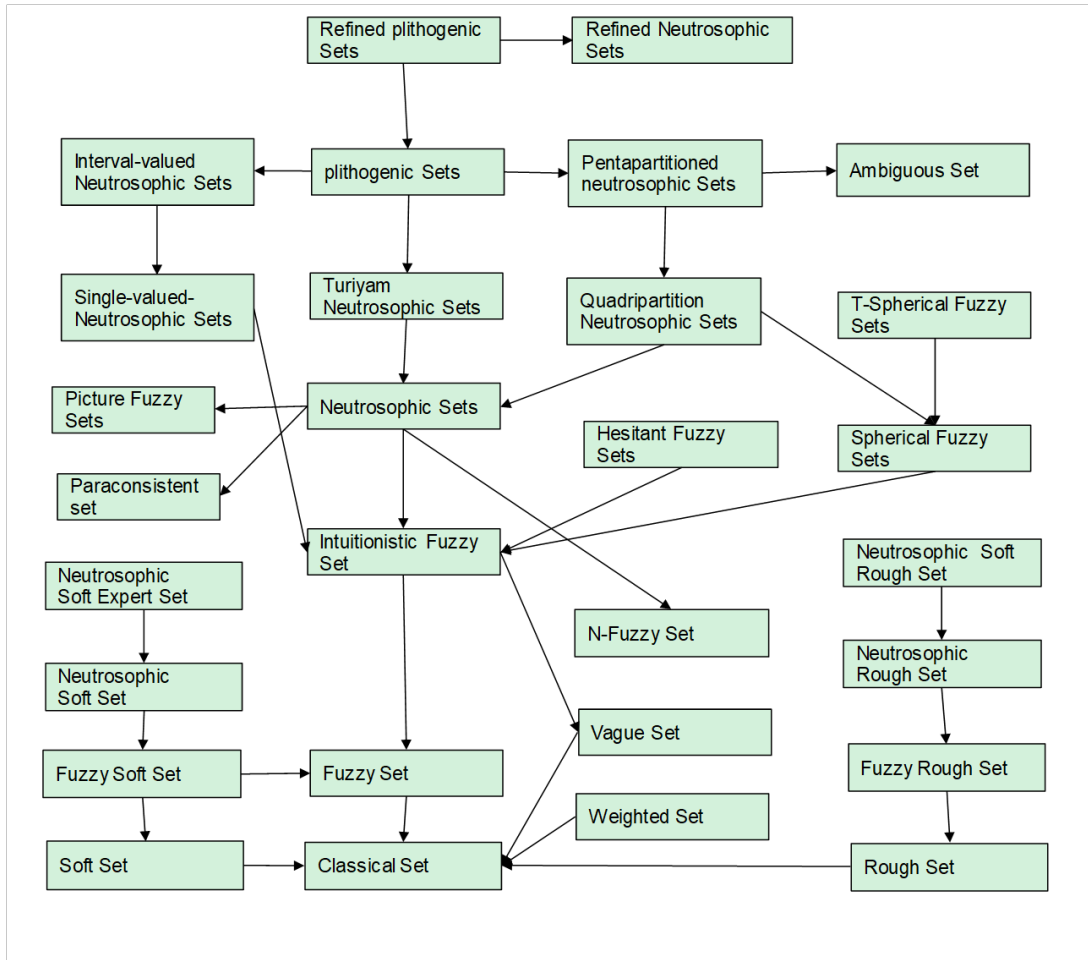 Refined plithogenic
Sets
Refined Neutrosophic
Sets
Interval-valued
Neutrosophic Sets
plithogenic Sets
Pentapartitioned
neutrosophic Sets
Ambiguous Set
Single-valued-
Neutrosophic Sets
Turiyam
Neutrosophic Sets
Quadripartition
Neutrosophic Sets
T-Spherical Fuzzy
Sets
Picture Fuzzy
Sets
Neutrosophic Sets
Hesitant Fuzzy
Sets
Spherical Fuzzy
Sets
Paraconsistent
set
Intuitionistic Fuzzy
Set
Neutrosophic Soft
Rough Set
Neutrosophic
Soft Expert Set
N-Fuzzy Set
Neutrosophic
Rough Set
Neutrosophic
Soft Set
Vague Set
Fuzzy Soft Set
Fuzzy Set
Fuzzy Rough Set
Weighted Set
Soft Set
Classical Set
Rough Set